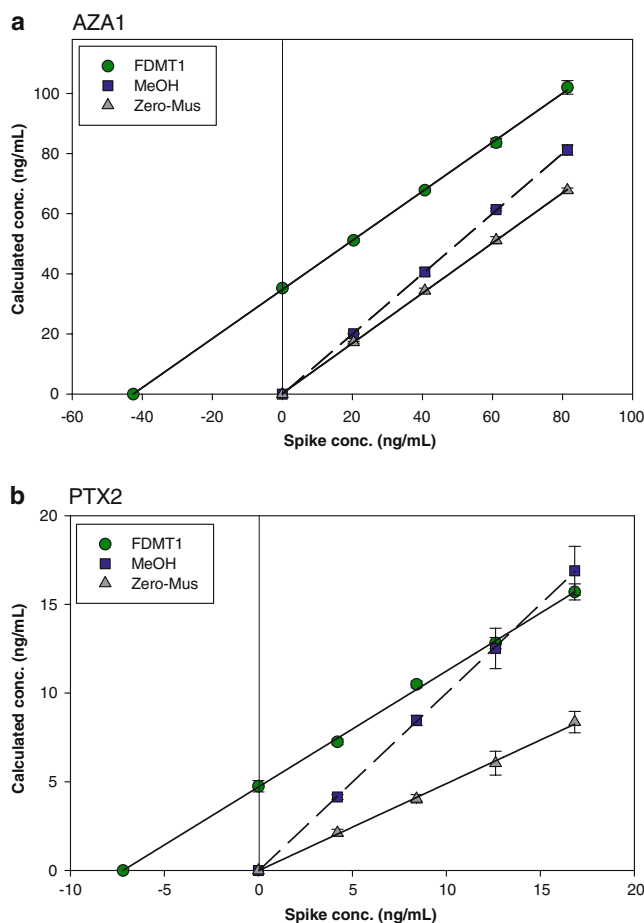 a AZA1
FDMT1
MeOH
Zero-Mus
Calculated conc. (ng/mL)
100
80
60
40
20
0
-60 -40 -20 0 20 40 60 80 100
Spike conc. (ng/mL)
b PTX2
FDMT1
MeOH
Zero-Mus
Calculated conc. (ng/mL)
20
15
10
5
0
-10 -5 0 5 10 15 20
Spike conc. (ng/mL)